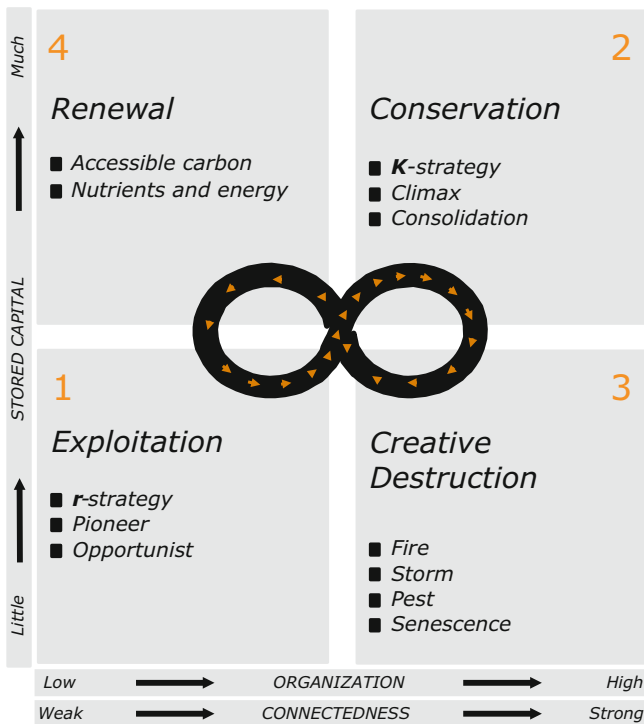 Much
STORED CAPITAL
Little
4
Renewal
Accessible carbon
Nutrients and energy
2
Conservation
K-strategy
Climax
Consolidation
1
Exploitation
r-strategy
Pioneer
Opportunist
3
Creative
Destruction
Fire
Storm
Pest
Senescence
Low ORGANIZATION High
Weak CONNECTEDNESS Strong